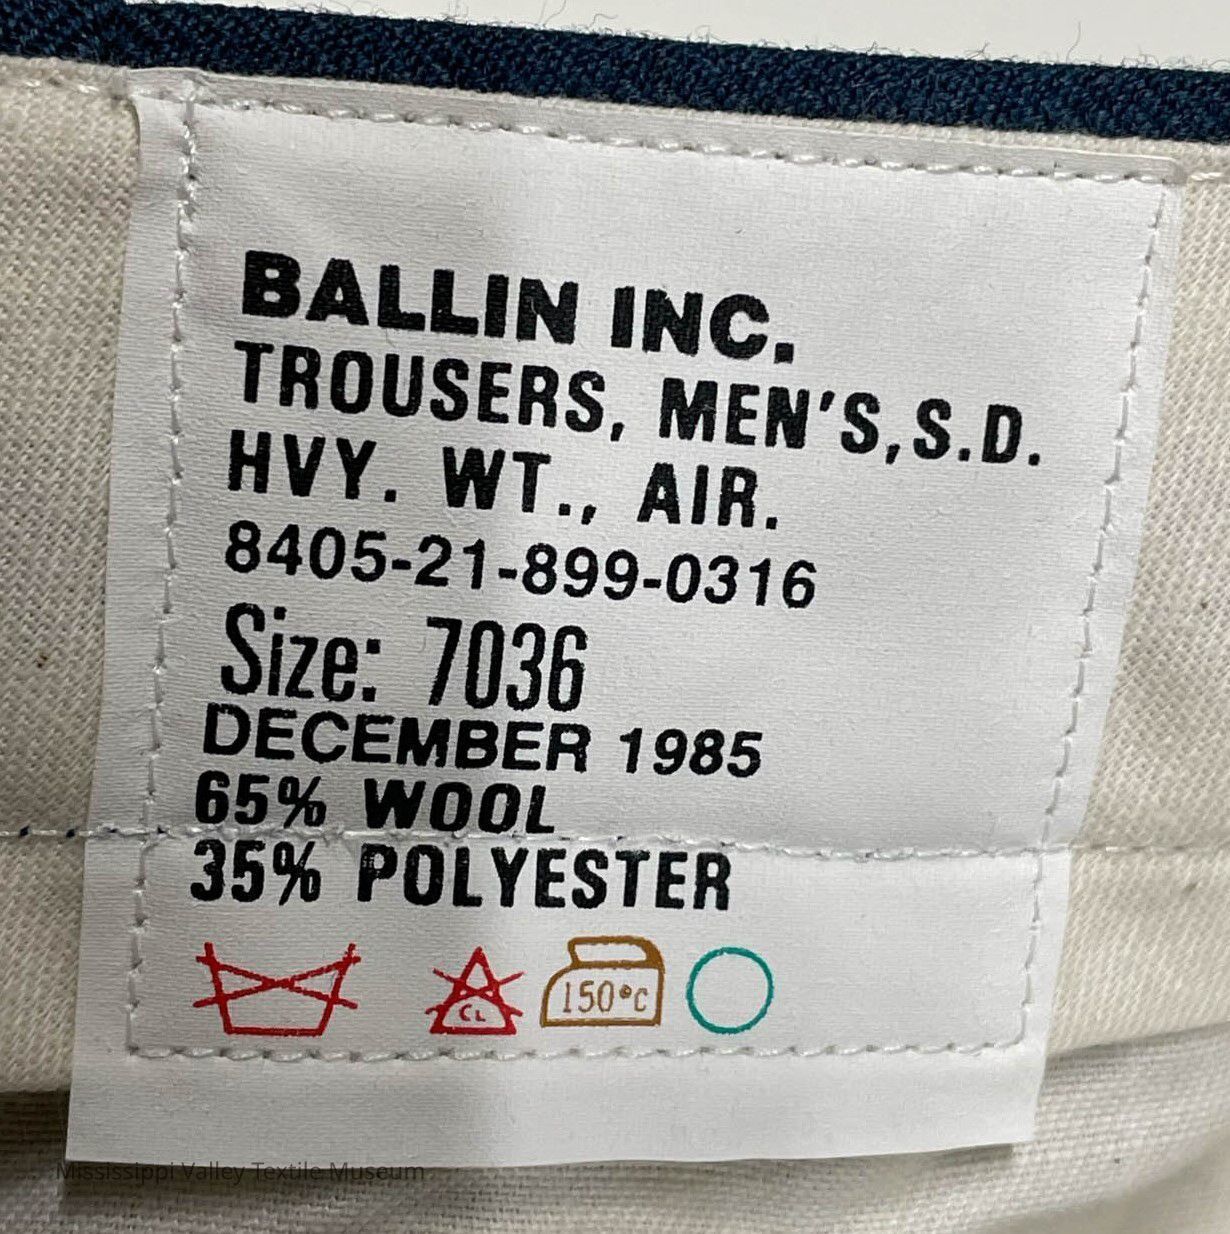 BALLIN INC.
TROUSERS, MEN'S,S.D.
HVY. WT., AIR.
8405-21-899-0316
Size: 7036
DECEMBER 1985
65% WOOL
35% POLYESTER
CL 150°C
Mississippi Valley Textile Museum